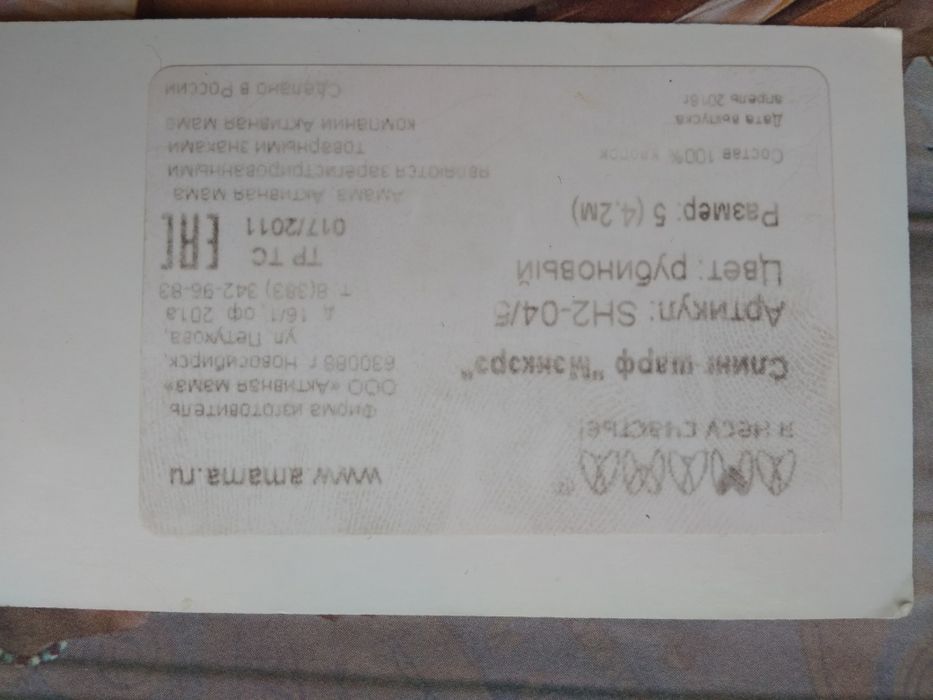 я несу счастье!
Слинг шарф "Мэнкэрэ"
Артикул: SH2-04/5
Цвет: рубиновый
Размер: 5 (4,2м)
Состав 100% хлопок
Дата выпуска
апрель 2016г
www.amama.ru
Фирма изготовитель
ООО «Активная мама»
630088 г Новосибирск,
ул Петухова,
д 16/1, оф 201а
т. 8(383) 342-96-83
ТР ТС
017/2011
EAC
Амама, Активная мама
являются зарегистрированными
товарными знаками
компании Активная мама
Сделано в России